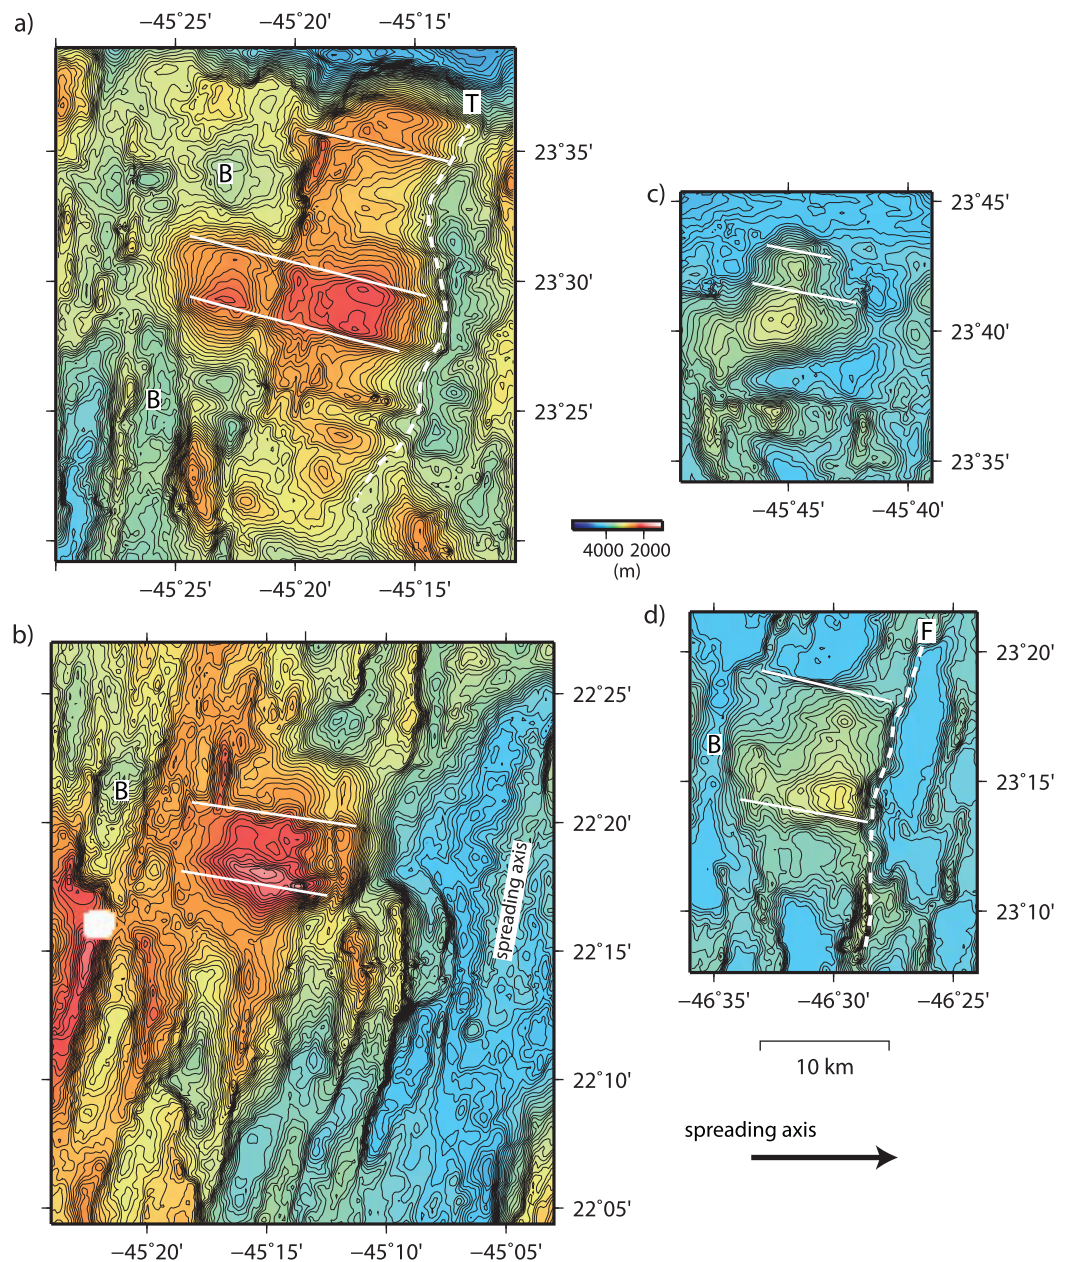 a)
−45˚25' −45˚20' −45˚15'
T
B
B
23˚35'
23˚30'
23˚25'
−45˚25' −45˚20' −45˚15'
c)
23˚45'
23˚40'
23˚35'
−45˚45' −45˚40'
4000 2000
(m)
b)
B
spreading axis
22˚25'
22˚20'
22˚15'
22˚10'
22˚05'
−45˚20' −45˚15' −45˚10' −45˚05'
d)
F
B
23˚20'
23˚15'
23˚10'
−46˚35' −46˚30' −46˚25'
10 km
spreading axis